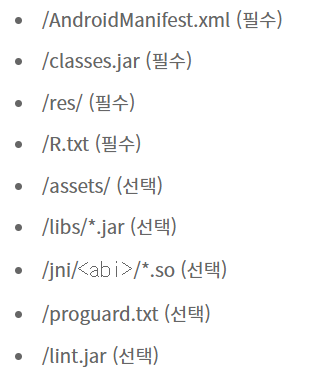 • /AndroidManifest.xml (필수)
• /classes.jar (필수)
• /res/ (필수)
• /R.txt (필수)
• /assets/ (선택)
• /libs/*.jar (선택)
• /jni/<abi>/*.so (선택)
• /proguard.txt (선택)
• /lint.jar (선택)